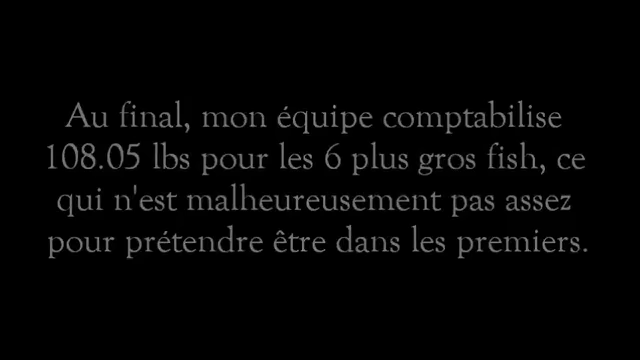 Au final, mon équipe comptabilise
108.05 lbs pour les 6 plus gros fish, ce
qui n'est malheureusement pas assez
pour prétendre être dans les premiers.